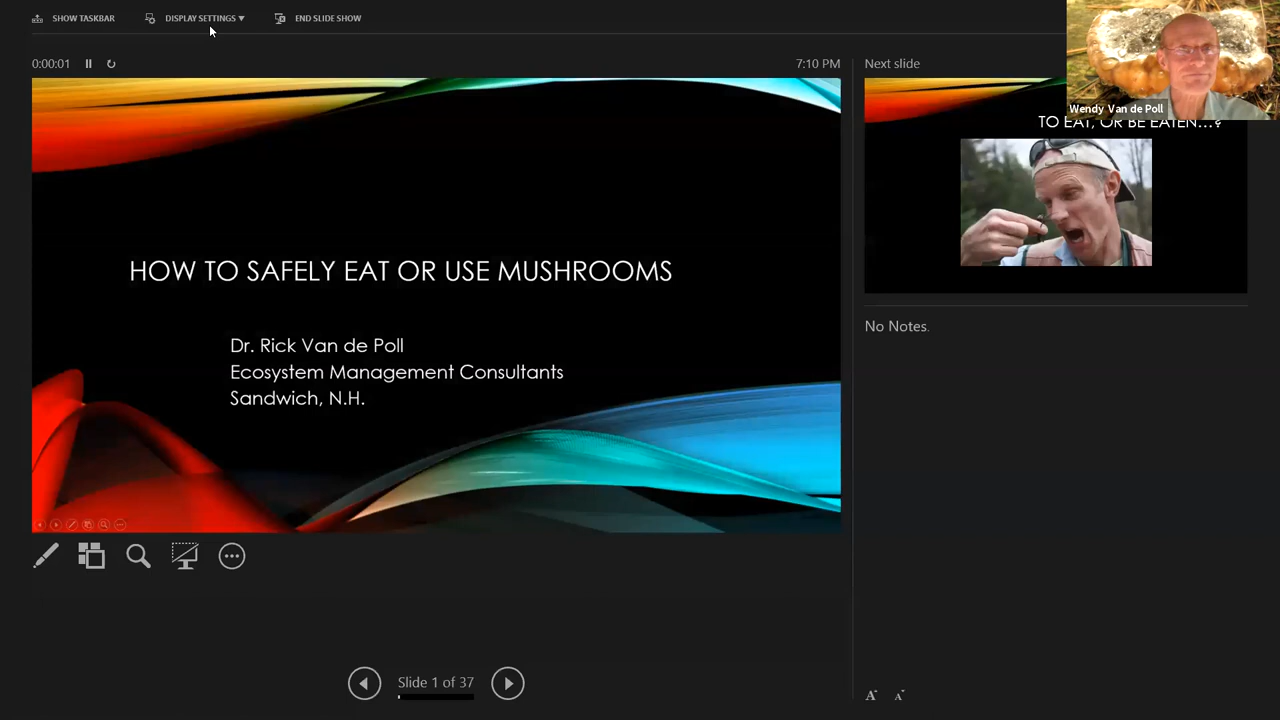 SHOW TASKBAR
DISPLAY SETTINGS ▼
END SLIDE SHOW
0:00:01
7:10 PM
Next slide
Wendy Van de Poll
TO EAT, OR BE EATEN...?
HOW TO SAFELY EAT OR USE MUSHROOMS
Dr. Rick Van de Poll
Ecosystem Management Consultants
Sandwich, N.H.
No Notes.
Slide 1 of 37
A
A